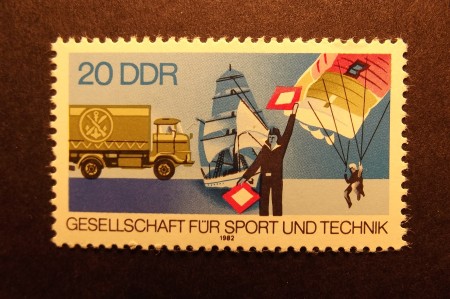 20 DDR
GESELLSCHAFT FÜR SPORT UND TECHNIK
1982